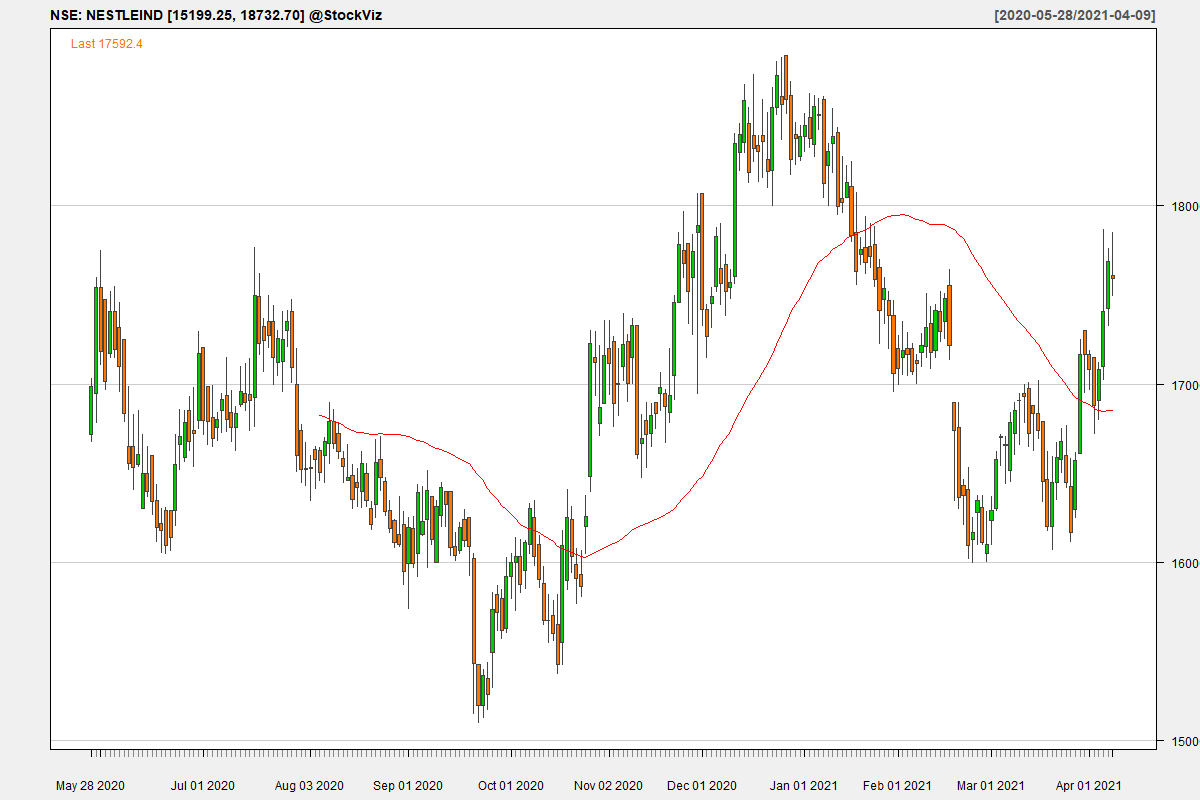 NSE: NESTLEIND [15199.25, 18732.70] @StockViz [2020-05-28/2021-04-09]
Last 17592.4
1800
1700
1600
1500
May 28 2020 Jul 01 2020 Aug 03 2020 Sep 01 2020 Oct 01 2020 Nov 02 2020 Dec 01 2020 Jan 01 2021 Feb 01 2021 Mar 01 2021 Apr 01 2021